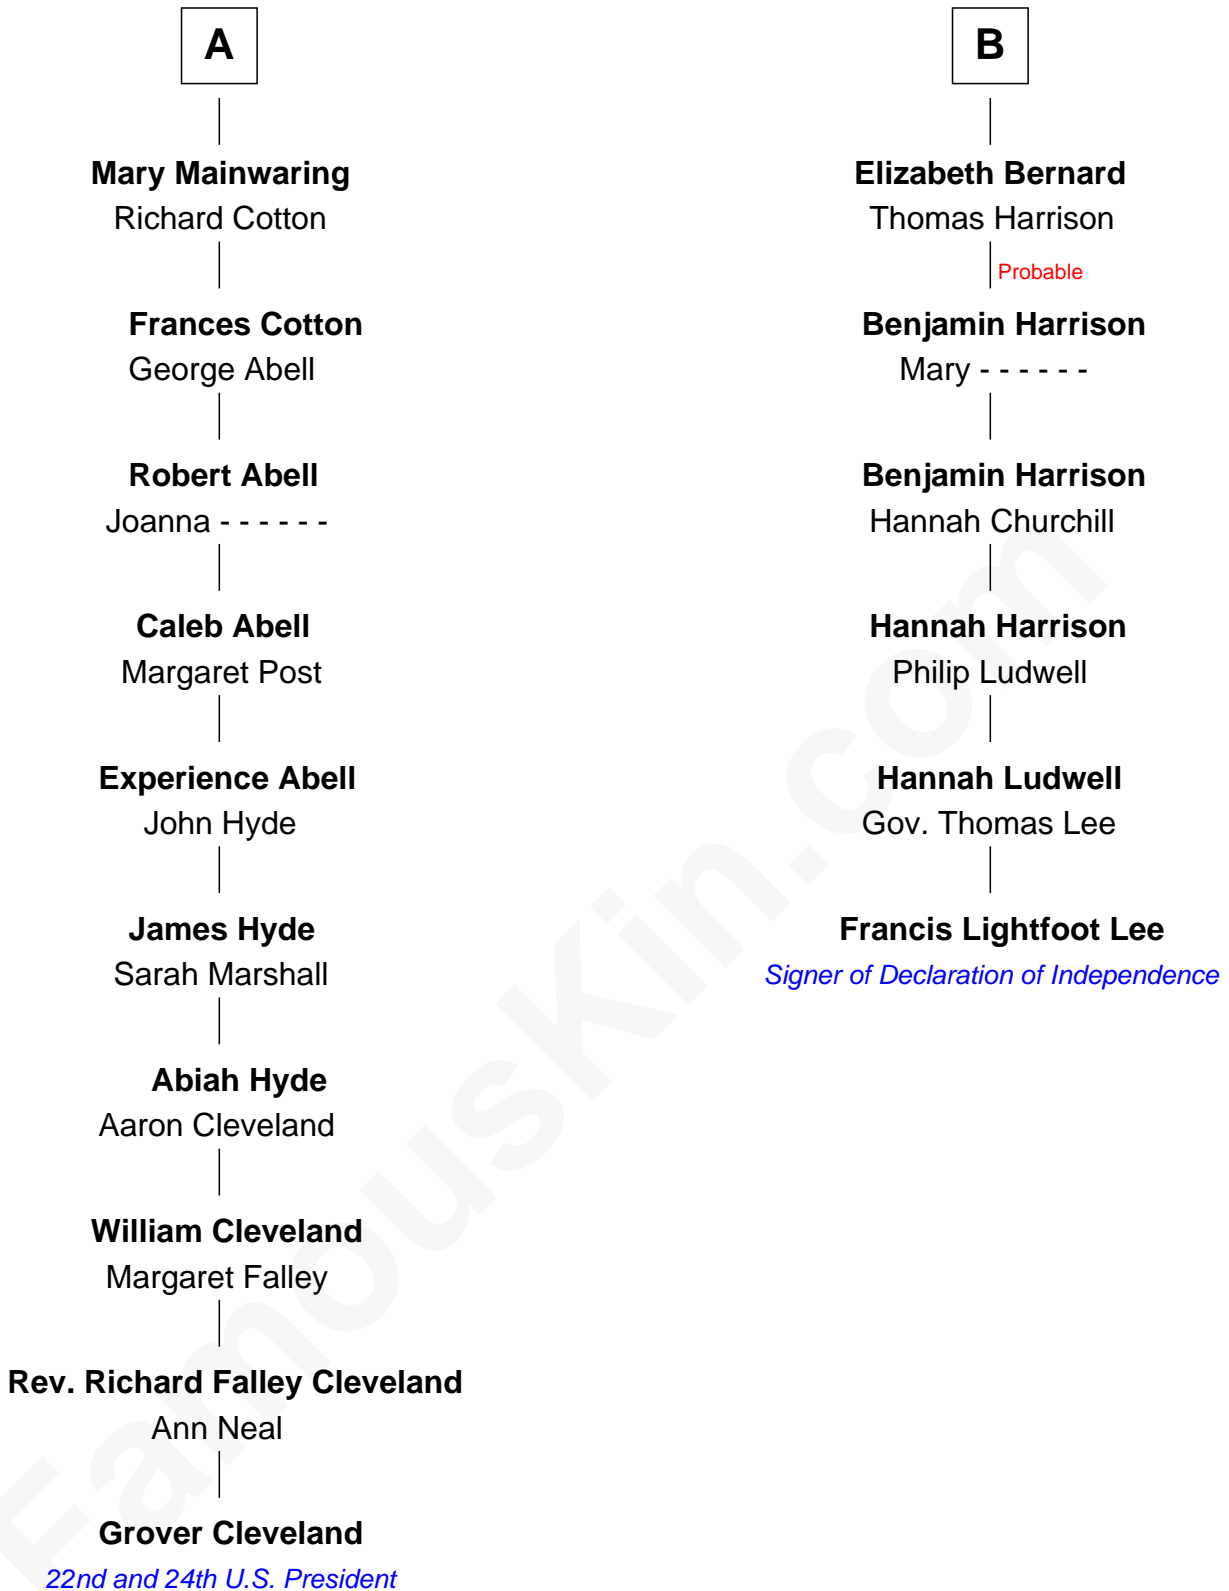 A
Mary Mainwaring
Richard Cotton
Frances Cotton
George Abell
Robert Abell
Joanna - - - - - -
Caleb Abell
Margaret Post
Experience Abell
John Hyde
James Hyde
Sarah Marshall
Abiah Hyde
Aaron Cleveland
William Cleveland
Margaret Falley
Rev. Richard Falley Cleveland
Ann Neal
Grover Cleveland
22nd and 24th U.S. President
B
Elizabeth Bernard
Thomas Harrison
Probable
Benjamin Harrison
Mary - - - - - -
Benjamin Harrison
Hannah Churchill
Hannah Harrison
Philip Ludwell
Hannah Ludwell
Gov. Thomas Lee
Francis Lightfoot Lee
Signer of Declaration of Independence
FamousKin.com